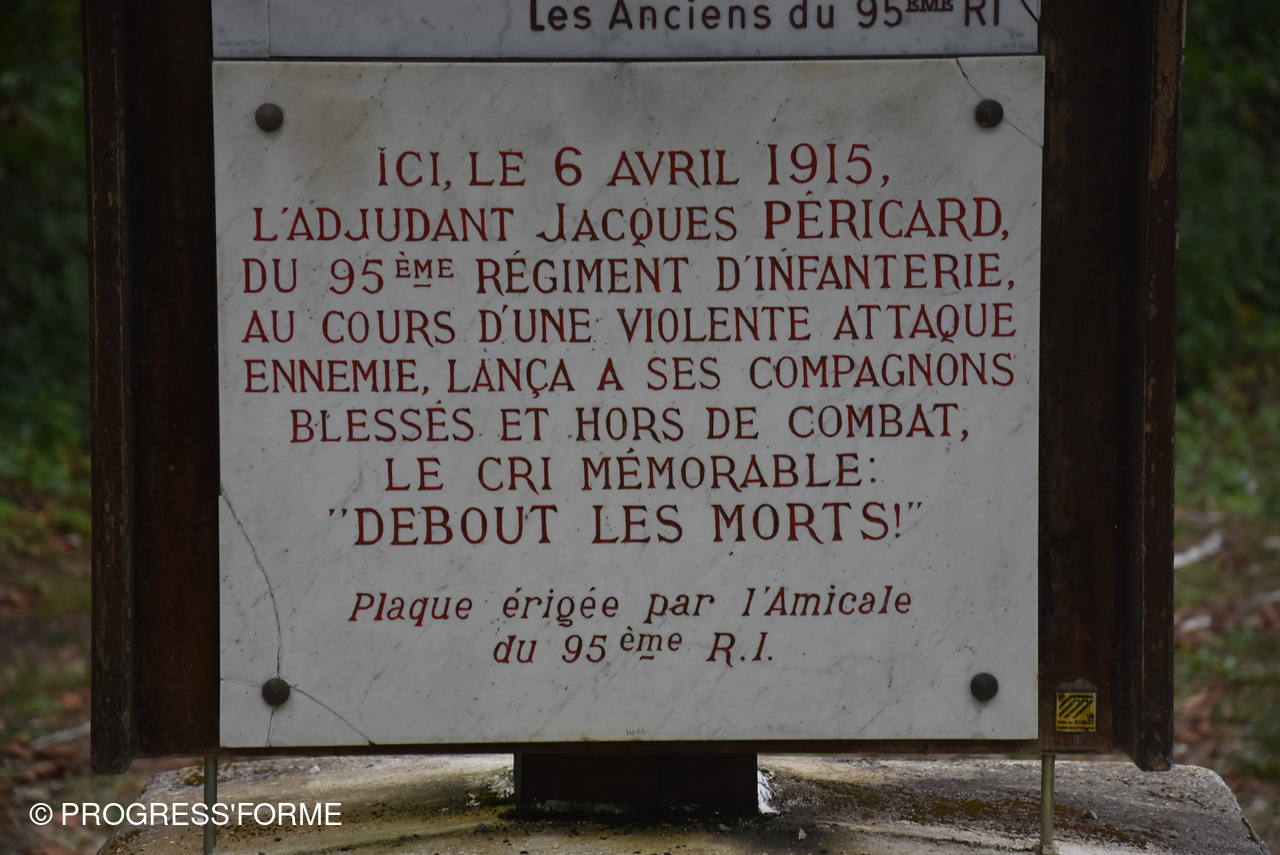 Les Anciens du 95ÈME RI
ICI, LE 6 AVRIL 1915,
L'ADJUDANT JACQUES PÉRICARD,
DU 95ÈME RÉGIMENT D'INFANTERIE,
AU COURS D'UNE VIOLENTE ATTAQUE
ENNEMIE, LANÇA A SES COMPAGNONS
BLESSÉS ET HORS DE COMBAT,
LE CRI MÉMORABLE:
"DEBOUT LES MORTS!"
Plaque érigée par l'Amicale
du 95ème R.I.
© PROGRESS'FORME